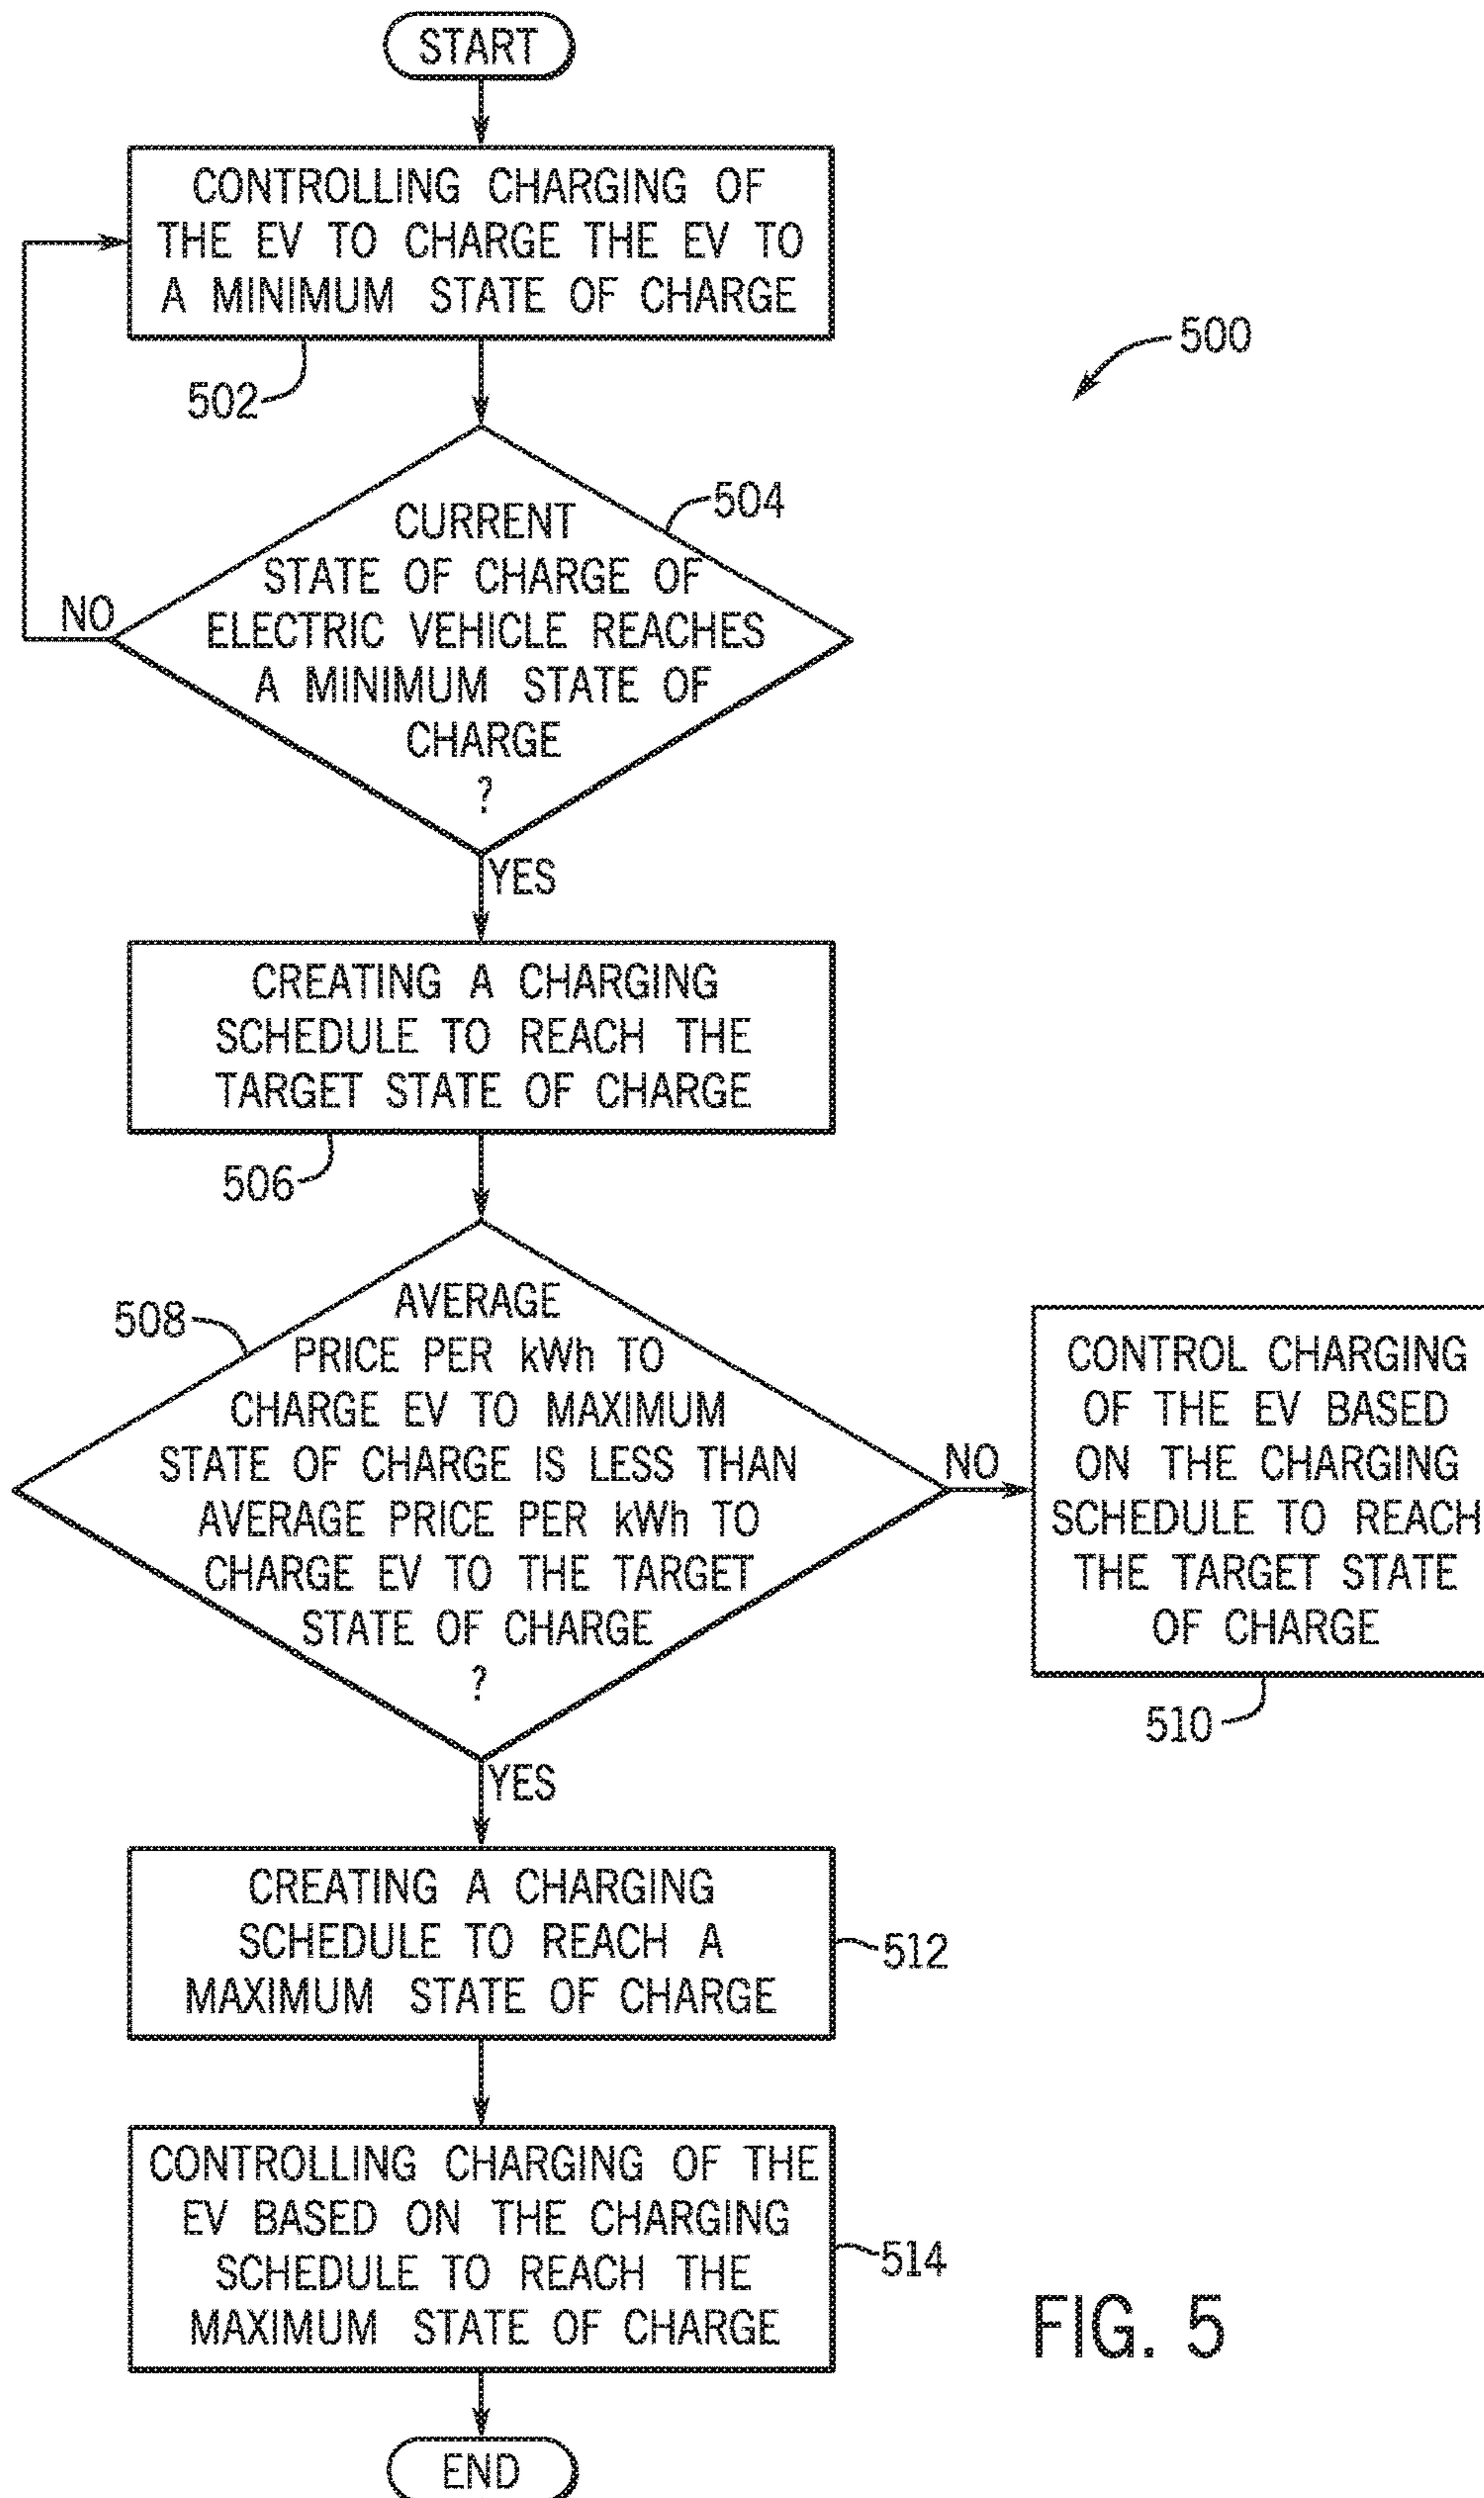 START
CONTROLLING CHARGING OF
THE EV TO CHARGE THE EV TO
A MINIMUM STATE OF CHARGE
500
502
504
CURRENT
STATE OF CHARGE OF
ELECTRIC VEHICLE REACHES
A MINIMUM STATE OF
CHARGE
?
NO
YES
CREATING A CHARGING
SCHEDULE TO REACH THE
TARGET STATE OF CHARGE
506
508
AVERAGE
PRICE PER kWh TO
CHARGE EV TO MAXIMUM
STATE OF CHARGE IS LESS THAN
AVERAGE PRICE PER kWh TO
CHARGE EV TO THE TARGET
STATE OF CHARGE
?
NO
CONTROL CHARGING
OF THE EV BASED
ON THE CHARGING
SCHEDULE TO REACH
THE TARGET STATE
OF CHARGE
510
YES
CREATING A CHARGING
SCHEDULE TO REACH A
MAXIMUM STATE OF CHARGE
512
CONTROLLING CHARGING OF THE
EV BASED ON THE CHARGING
SCHEDULE TO REACH THE
MAXIMUM STATE OF CHARGE
514
FIG. 5
END